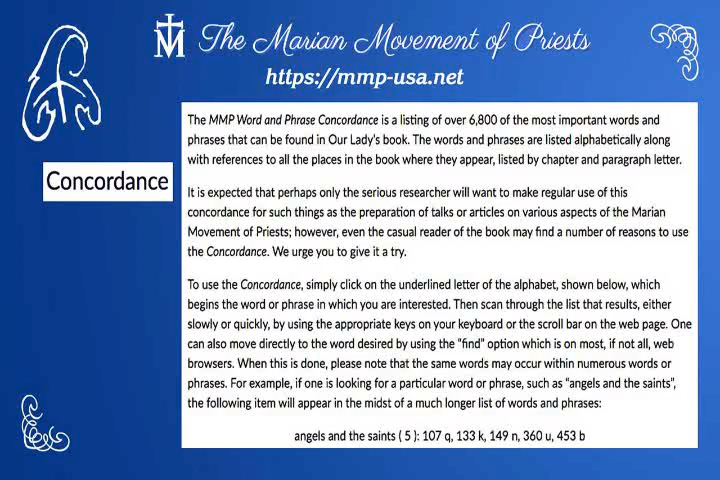 The Marian Movement of Priests
https://mmp-usa.net
Concordance
The MMP Word and Phrase Concordance is a listing of over 6,800 of the most important words and
phrases that can be found in Our Lady's book. The words and phrases are listed alphabetically along
with references to all the places in the book where they appear, listed by chapter and paragraph letter.
It is expected that perhaps only the serious researcher will want to make regular use of this
concordance for such things as the preparation of talks or articles on various aspects of the Marian
Movement of Priests; however, even the casual reader of the book may find a number of reasons to use
the Concordance. We urge you to give it a try.
To use the Concordance, simply click on the underlined letter of the alphabet, shown below, which
begins the word or phrase in which you are interested. Then scan through the list that results, either
slowly or quickly, by using the appropriate keys on your keyboard or the scroll bar on the web page. One
can also move directly to the word desired by using the "find" option which is on most, if not all, web
browsers. When this is done, please note that the same words may occur within numerous words or
phrases. For example, if one is looking for a particular word or phrase, such as "angels and the saints",
the following item will appear in the midst of a much longer list of words and phrases:
angels and the saints ( 5 ): 107 q, 133 k, 149 n, 360 u, 453 b